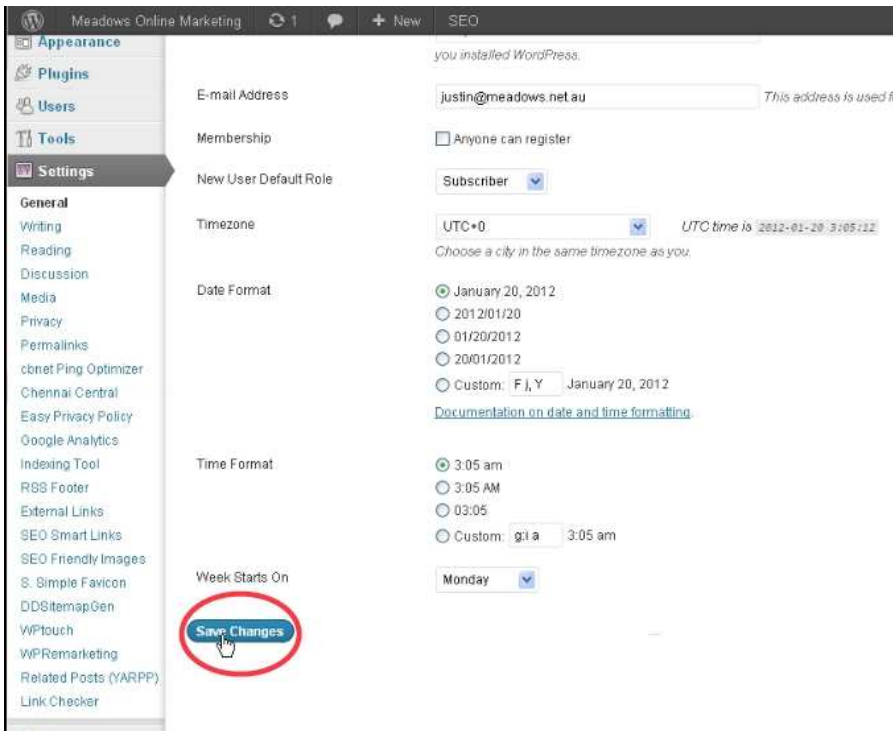 Meadows Online Marketing 1 + New SEO
Appearance
Plugins
Users
Tools
Settings
General
Writing
Reading
Discussion
Media
Privacy
Permalinks
cbnet Ping Optimizer
Chennai Central
Easy Privacy Policy
Google Analytics
Indexing Tool
RSS Footer
External Links
SEO Smart Links
SEO Friendly Images
S. Simple Favicon
DDSitemapGen
WPtouch
WPRemarketing
Related Posts (YARPP)
Link Checker
you installed WordPress.
E-mail Address justin@meadows.net.au This address is used
Membership Anyone can register
New User Default Role Subscriber
Timezone UTC+0 UTC time is 2012-01-20 3:05:12
Choose a city in the same timezone as you.
Date Format January 20, 2012
2012/01/20
01/20/2012
20/01/2012
Custom: F j, Y January 20, 2012
Documentation on date and time formatting.
Time Format 3:05 am
3:05 AM
03:05
Custom: g:i a 3:05 am
Week Starts On Monday
Save Changes